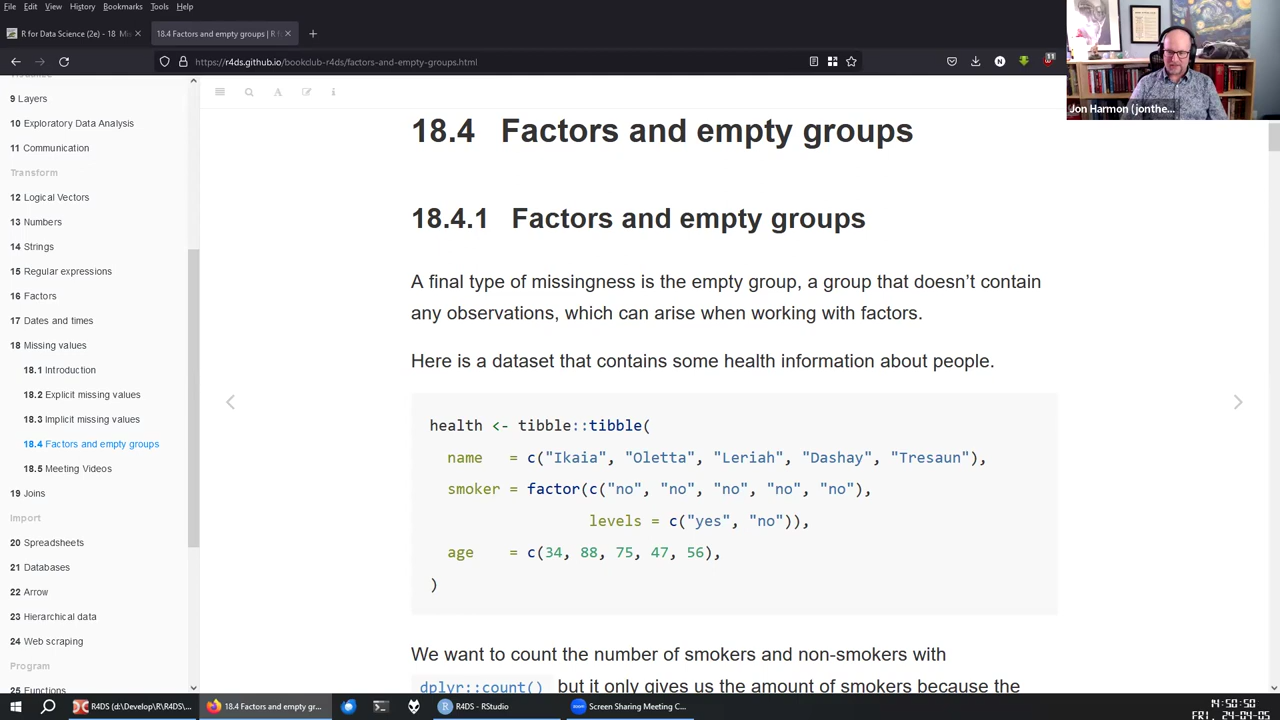 File Edit View History Bookmarks Tools Help
R for Data Science (2e) - 18 Mis
18.4 Factors and empty groups | R f
https://r4ds.github.io/bookclub-r4ds/factors-and-empty-groups.html
Jon Harmon (jonthe...
9 Layers
10 Exploratory Data Analysis
11 Communication
Transform
12 Logical Vectors
13 Numbers
14 Strings
15 Regular expressions
16 Factors
17 Dates and times
18 Missing values
18.1 Introduction
18.2 Explicit missing values
18.3 Implicit missing values
18.4 Factors and empty groups
18.5 Meeting Videos
19 Joins
Import
20 Spreadsheets
21 Databases
22 Arrow
23 Hierarchical data
24 Web scraping
Program
25 Functions
18.4 Factors and empty groups
18.4.1 Factors and empty groups
A final type of missingness is the empty group, a group that doesn’t contain
any observations, which can arise when working with factors.
Here is a dataset that contains some health information about people.
health <- tibble::tibble(
name = c("Ikaia", "Oletta", "Leriah", "Dashay", "Tresaun"),
smoker = factor(c("no", "no", "no", "no", "no"),
levels = c("yes", "no")),
age = c(34, 88, 75, 47, 56),
)
We want to count the number of smokers and non-smokers with
dplyr::count() but it only gives us the amount of smokers because the
R4DS (d:\Develop\R\R4DS\...
18.4 Factors and empty gr...
R4DS - RStudio
Screen Sharing Meeting C...
14:50:50
FRI 24-04-05